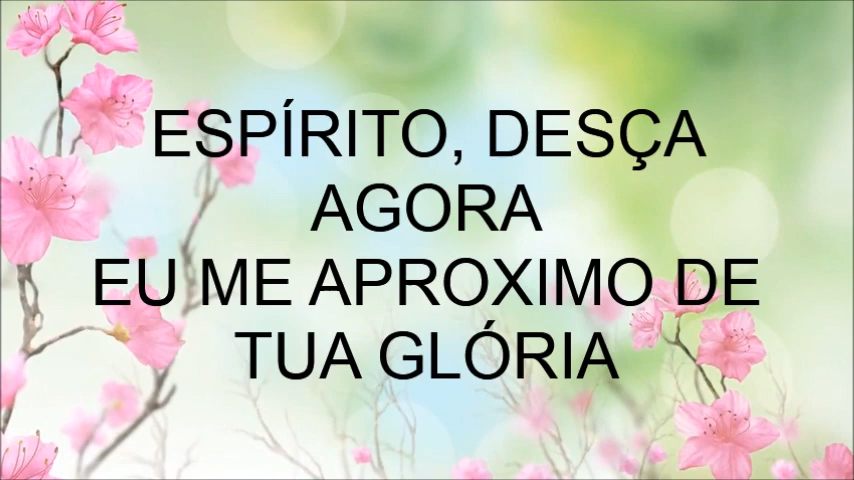 ESPÍRITO, DESÇA
AGORA
EU ME APROXIMO DE
TUA GLÓRIA